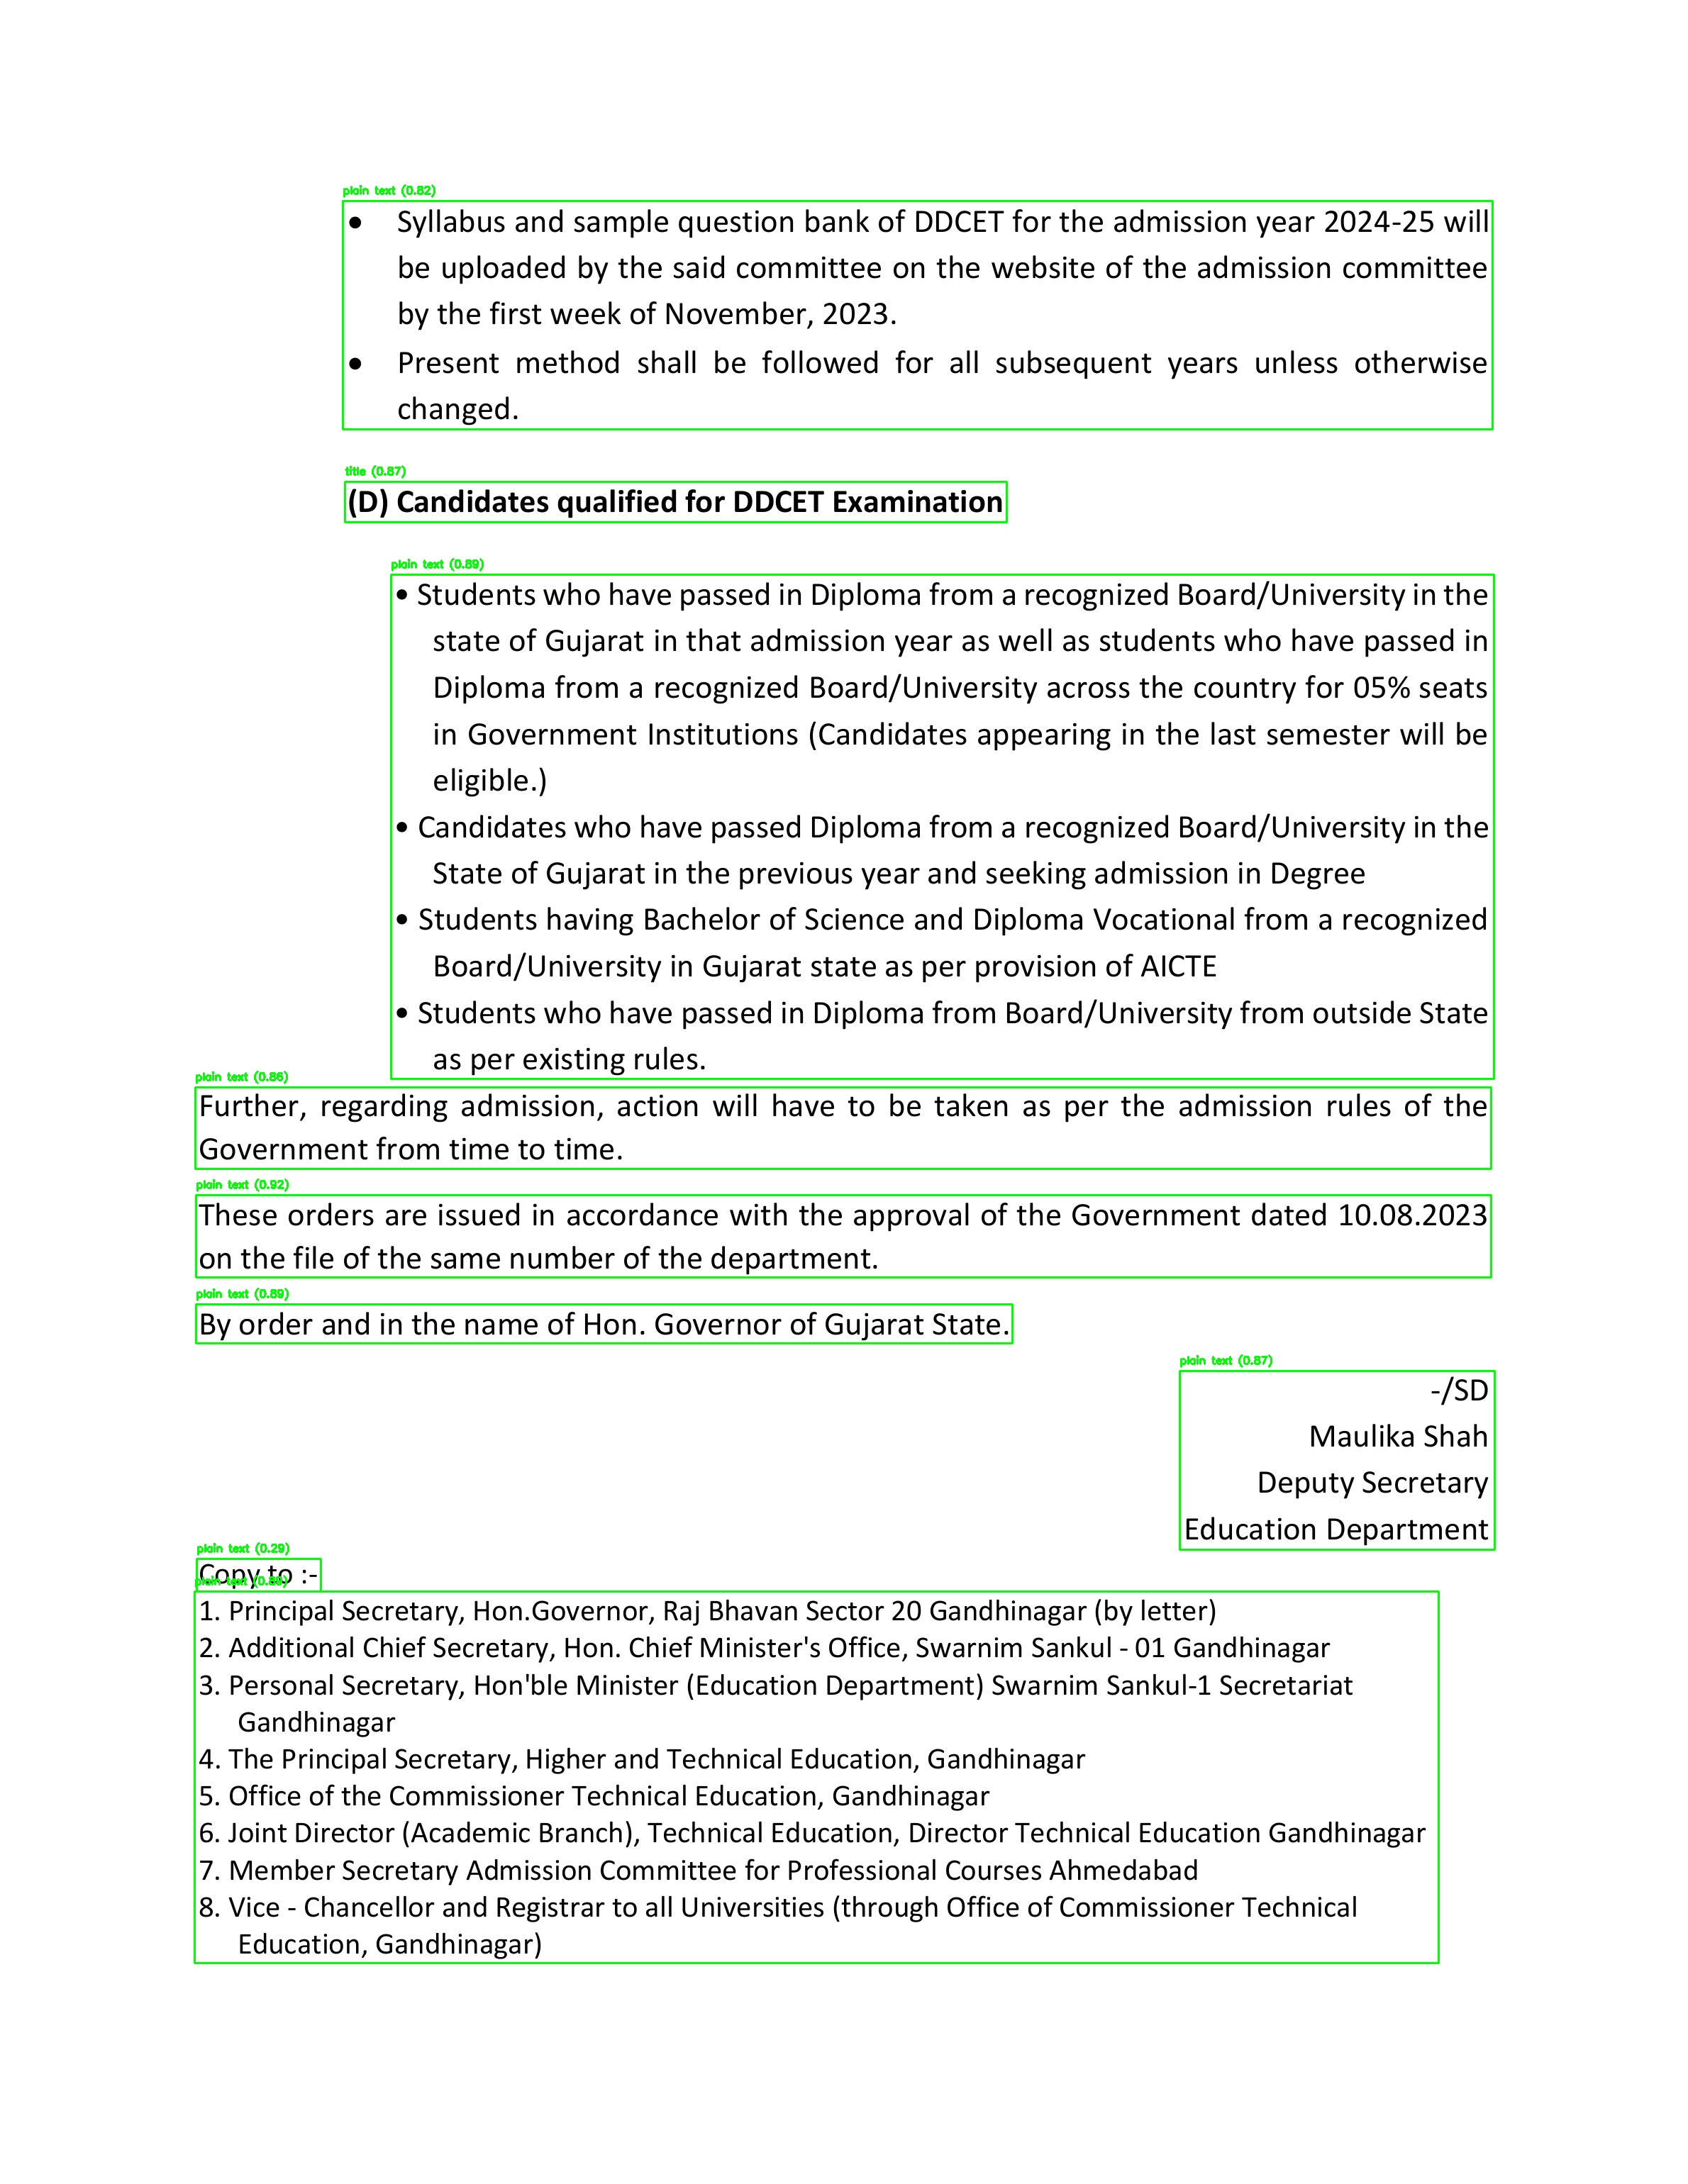 plain text (0.82)
• Syllabus and sample question bank of DDCET for the admission year 2024-25 will
be uploaded by the said committee on the website of the admission committee
by the first week of November, 2023.
• Present method shall be followed for all subsequent years unless otherwise
changed.
title (0.87)
(D) Candidates qualified for DDCET Examination
plain text (0.89)
• Students who have passed in Diploma from a recognized Board/University in the
state of Gujarat in that admission year as well as students who have passed in
Diploma from a recognized Board/University across the country for 05% seats
in Government Institutions (Candidates appearing in the last semester will be
eligible.)
• Candidates who have passed Diploma from a recognized Board/University in the
State of Gujarat in the previous year and seeking admission in Degree
• Students having Bachelor of Science and Diploma Vocational from a recognized
Board/University in Gujarat state as per provision of AICTE
• Students who have passed in Diploma from Board/University from outside State
as per existing rules.
plain text (0.86)
Further, regarding admission, action will have to be taken as per the admission rules of the
Government from time to time.
plain text (0.92)
These orders are issued in accordance with the approval of the Government dated 10.08.2023
on the file of the same number of the department.
plain text (0.89)
By order and in the name of Hon. Governor of Gujarat State.
plain text (0.87)
-/SD
Maulika Shah
Deputy Secretary
Education Department
plain text (0.29)
Copy to :-
plain text
1. Principal Secretary, Hon.Governor, Raj Bhavan Sector 20 Gandhinagar (by letter)
2. Additional Chief Secretary, Hon. Chief Minister's Office, Swarnim Sankul - 01 Gandhinagar
3. Personal Secretary, Hon'ble Minister (Education Department) Swarnim Sankul-1 Secretariat
Gandhinagar
4. The Principal Secretary, Higher and Technical Education, Gandhinagar
5. Office of the Commissioner Technical Education, Gandhinagar
6. Joint Director (Academic Branch), Technical Education, Director Technical Education Gandhinagar
7. Member Secretary Admission Committee for Professional Courses Ahmedabad
8. Vice - Chancellor and Registrar to all Universities (through Office of Commissioner Technical
Education, Gandhinagar)